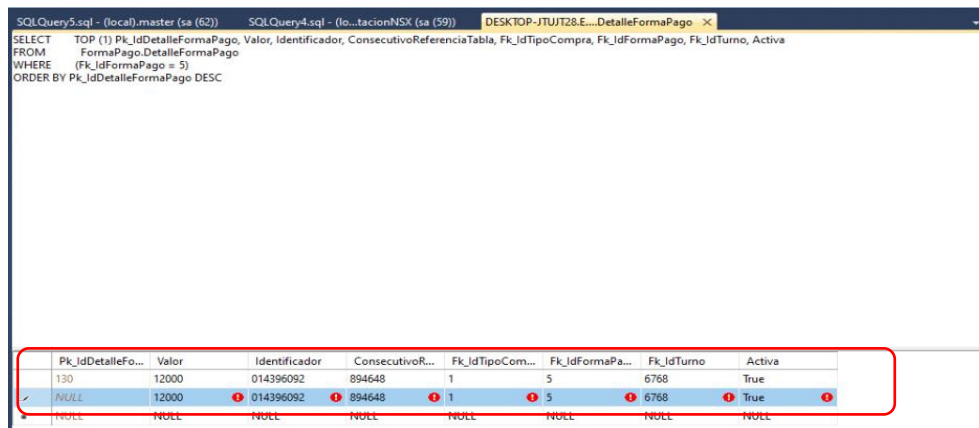 SQLQuery5.sql - (local).master (sa (62)) SQLQuery4.sql - (lo...tacionNSX (sa (59)) DESKTOP-JTUJT28.E....DetalleFormaPago ×
SELECT TOP (1) Pk_IdDetalleFormaPago, Valor, Identificador, ConsecutivoReferenciaTabla, Fk_IdTipoCompra, Fk_IdFormaPago, Fk_IdTurno, Activa
FROM FormaPago.DetalleFormaPago
WHERE (Fk_IdFormaPago = 5)
ORDER BY Pk_IdDetalleFormaPago DESC
Pk_IdDetalleFo... Valor Identificador ConsecutivoR... Fk_IdTipoCom... Fk_IdFormaPa... Fk_IdTurno Activa
130 12000 014396092 894648 1 5 6768 True
NULL 12000 014396092 894648 1 5 6768 True
NULL NULL NULL NULL NULL NULL NULL NULL